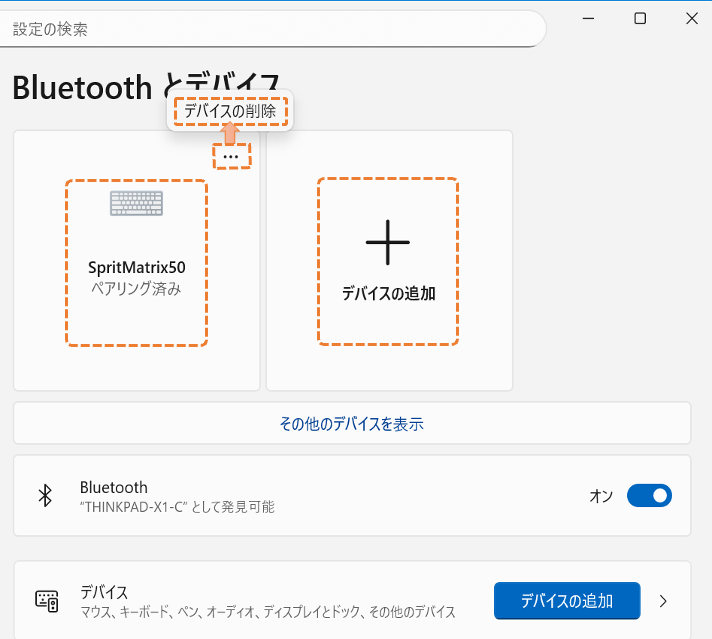 設定の検索
Bluetooth とデバイス
デバイスの削除
SpritMatrix50
ペアリング済み
デバイスの追加
その他のデバイスを表示
Bluetooth
オン
"THINKPAD-X1-C" として発見可能
デバイス
マウス、キーボード、ペン、オーディオ、ディスプレイとドック、その他のデバイス
デバイスの追加